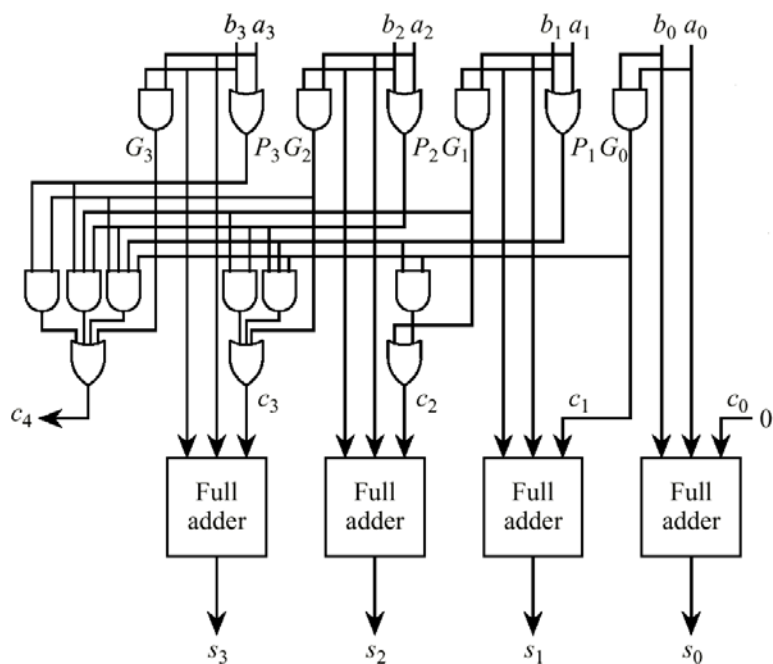 b₃ a₃ b₂ a₂ b₁ a₁ b₀ a₀
G₃ P₃ G₂ P₂ G₁ P₁ G₀
c₄ c₃ c₂ c₁ c₀ 0
Full adder Full adder Full adder Full adder
s₃ s₂ s₁ s₀